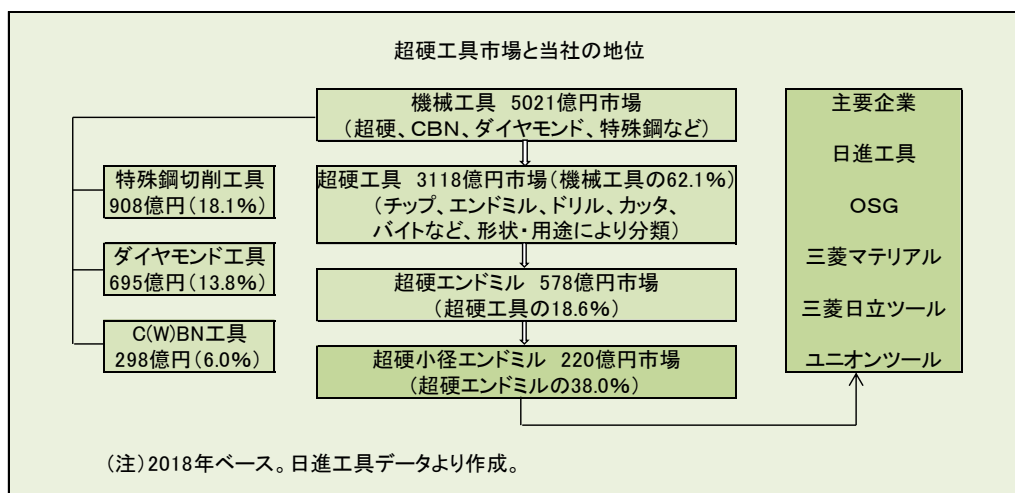 超硬工具市場と当社の地位
機械工具 5021億円市場
(超硬、CBN、ダイヤモンド、特殊鋼など)
超硬工具 3118億円市場(機械工具の62.1%)
(チップ、エンドミル、ドリル、カッタ、
バイトなど、形状・用途により分類)
超硬エンドミル 578億円市場
(超硬工具の18.6%)
超硬小径エンドミル 220億円市場
(超硬エンドミルの38.0%)
特殊鋼切削工具
908億円(18.1%)
ダイヤモンド工具
695億円(13.8%)
C(W)BN工具
298億円(6.0%)
主要企業
日進工具
OSG
三菱マテリアル
三菱日立ツール
ユニオンツール
(注)2018年ベース。日進工具データより作成。